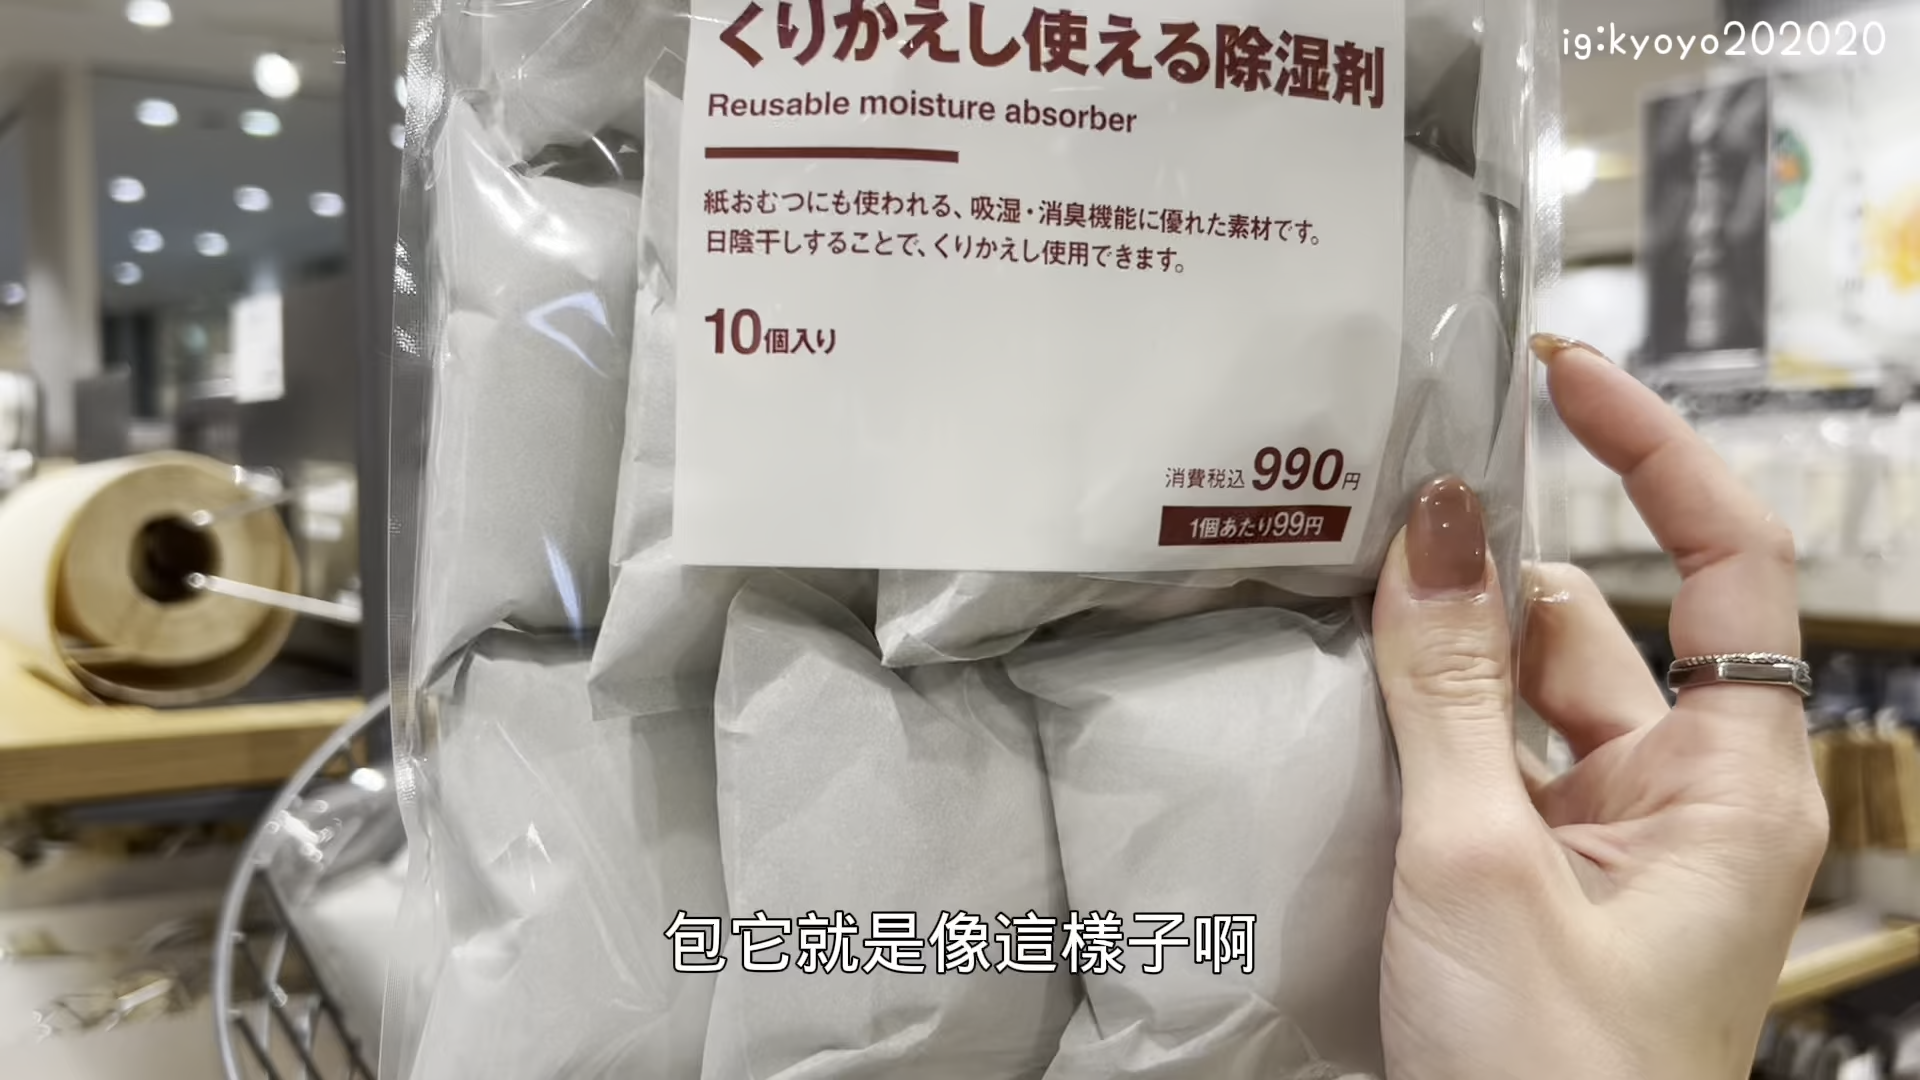 ig:kyoyo202020
くりかえし使える除湿剤
Reusable moisture absorber
紙おむつにも使われる、吸湿・消臭機能に優れた素材です。
日陰干しすることで、くりかえし使用できます。
10個入り
消費税込990円
1個あたり99円
包它就是像這樣子啊